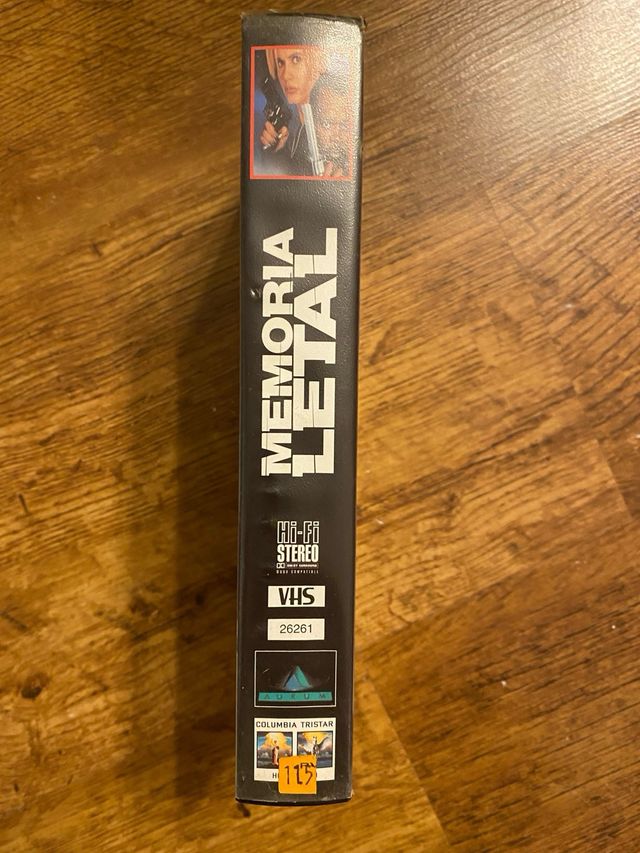 MEMORIA
LETAL
Hi-Fi
STEREO
VHS
26261
AURUM
COLUMBIA TRISTAR
115